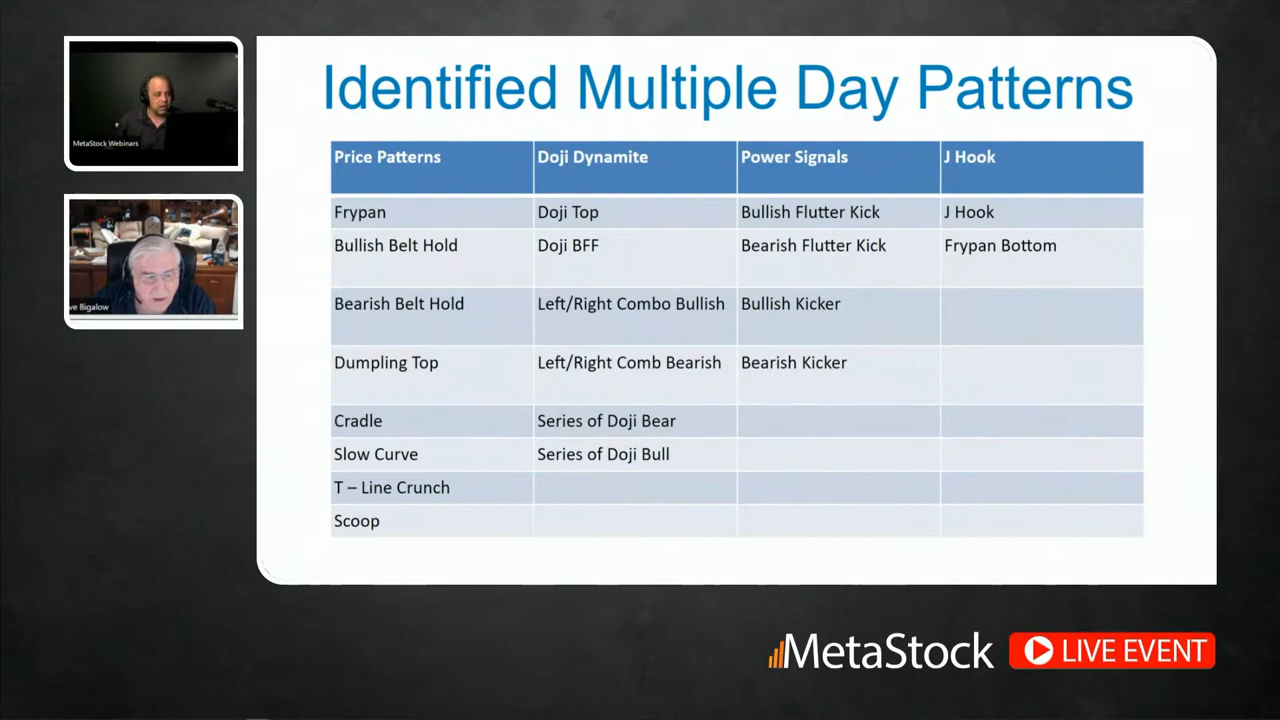 MetaStock Webinars
ve Bigalow
Identified Multiple Day Patterns
Price Patterns Doji Dynamite Power Signals J Hook
Frypan Doji Top Bullish Flutter Kick J Hook
Bullish Belt Hold Doji BFF Bearish Flutter Kick Frypan Bottom
Bearish Belt Hold Left/Right Combo Bullish Bullish Kicker
Dumpling Top Left/Right Comb Bearish Bearish Kicker
Cradle Series of Doji Bear
Slow Curve Series of Doji Bull
T – Line Crunch
Scoop
MetaStock LIVE EVENT